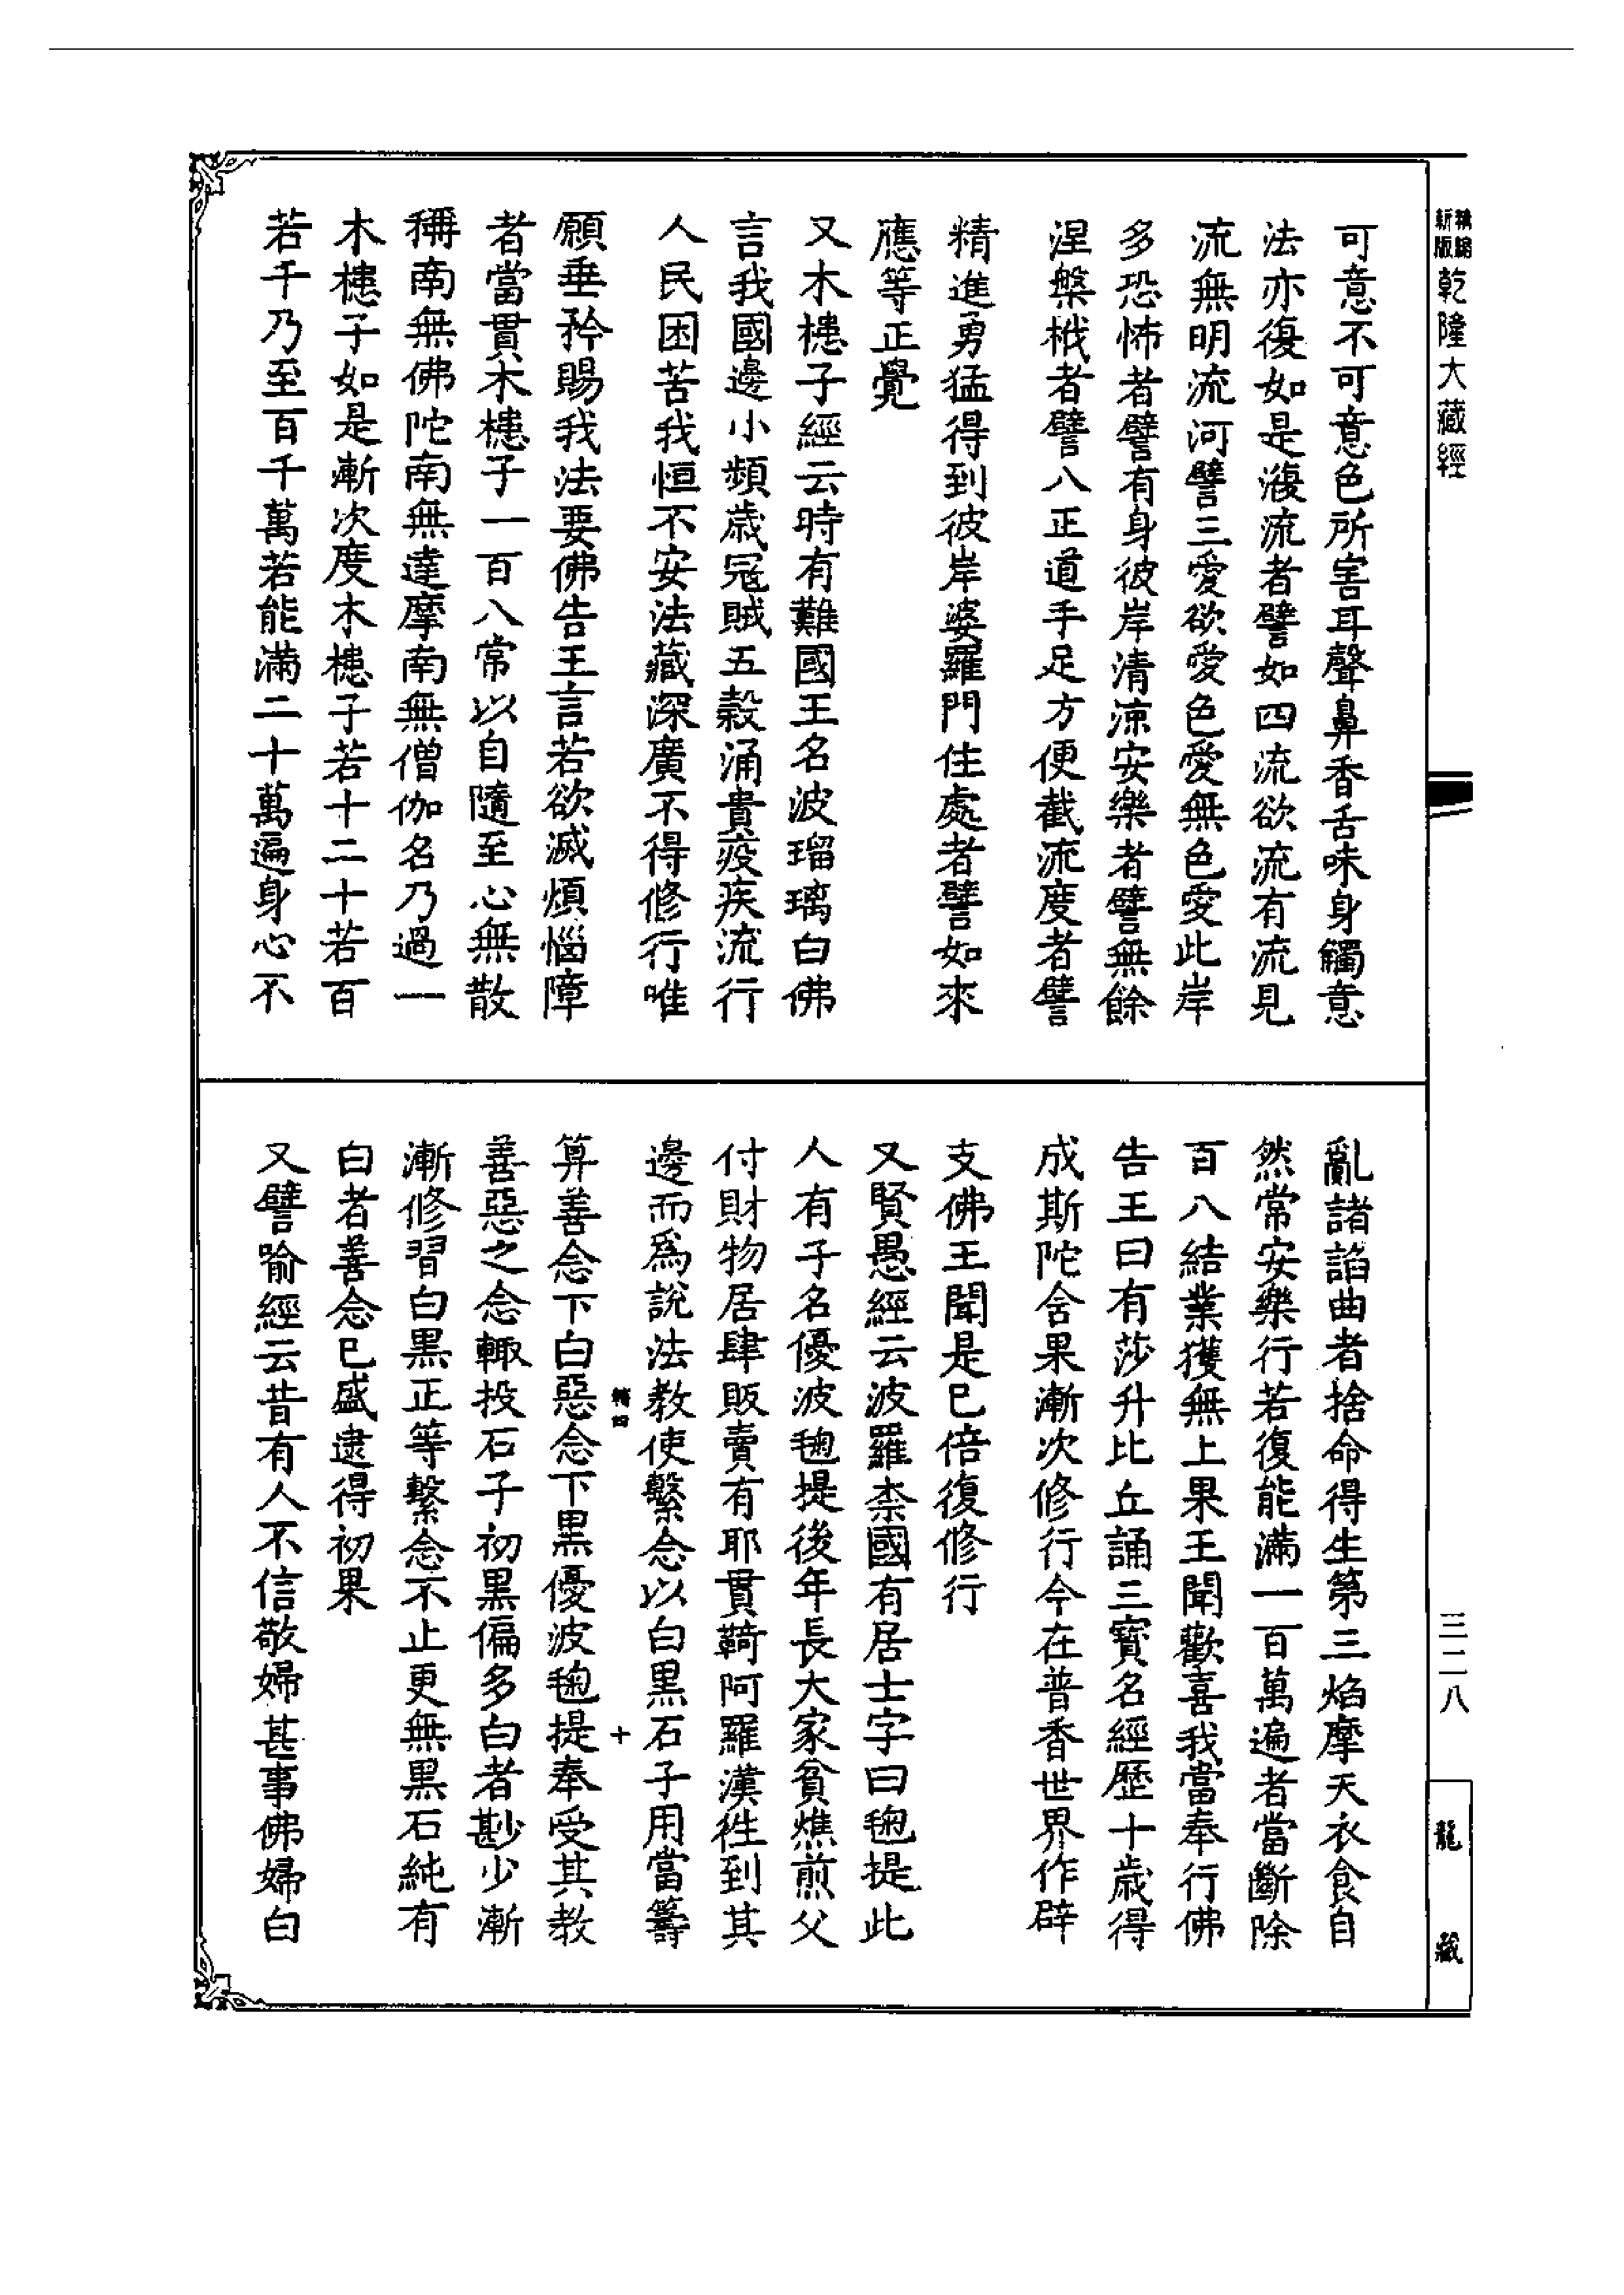 新編
新版
乾隆大藏經
可意不可意色所害耳聲鼻香舌味身觸意
法亦復如是澓流者譬如四流欲流有流見
流無明流河譬三愛欲愛色愛無色愛此岸
多恐怖者譬有身彼岸清涼安樂者譬無餘
涅槃栰者譬八正道手足方便截流度者譬
精進勇猛得到彼岸婆羅門住處者譬如來
應等正覺
又木槵子經云時有難國王名波瑠璃白佛
言我國邊小頻歲寇賊五穀涌貴疫疾流行
人民困苦我恒不安法藏深廣不得修行唯
願垂矜賜我法要佛告王言若欲滅煩惱障
者當貫木槵子一百八常以自隨至心無散
稱南無佛陀南無達摩南無僧伽名乃過一
木槵子如是漸次度木槵子若十二十若百
若千乃至百千萬若能滿二十萬遍身心不
亂諸諂曲者捨命得生第三焰摩天衣食自
然常安樂行若復能滿一百萬遍者當斷除
百八結業獲無上果王聞歡喜我當奉行佛
告王曰有莎升比丘誦三寶名經歷十歲得
成斯陀含果漸次修行今在普香世界作辟
支佛王聞是已倍復修行
又賢愚經云波羅柰國有居士字曰毱提此
人有子名優波毱提後年長大家貧燋煎父
付財物居肆販賣有耶貰䩭阿羅漢往到其
邊而為說法教使繫念以白黑石子用當籌
算善念下白惡念下黑優波毱提奉受其教
善惡之念輙投石子初黑偏多白者尠少漸
漸修習白黑正等繫念不止更無黑石純有
白者善念已盛逮得初果
又譬喻經云昔有人不信敬婦甚事佛婦白
十
三二八
龍藏